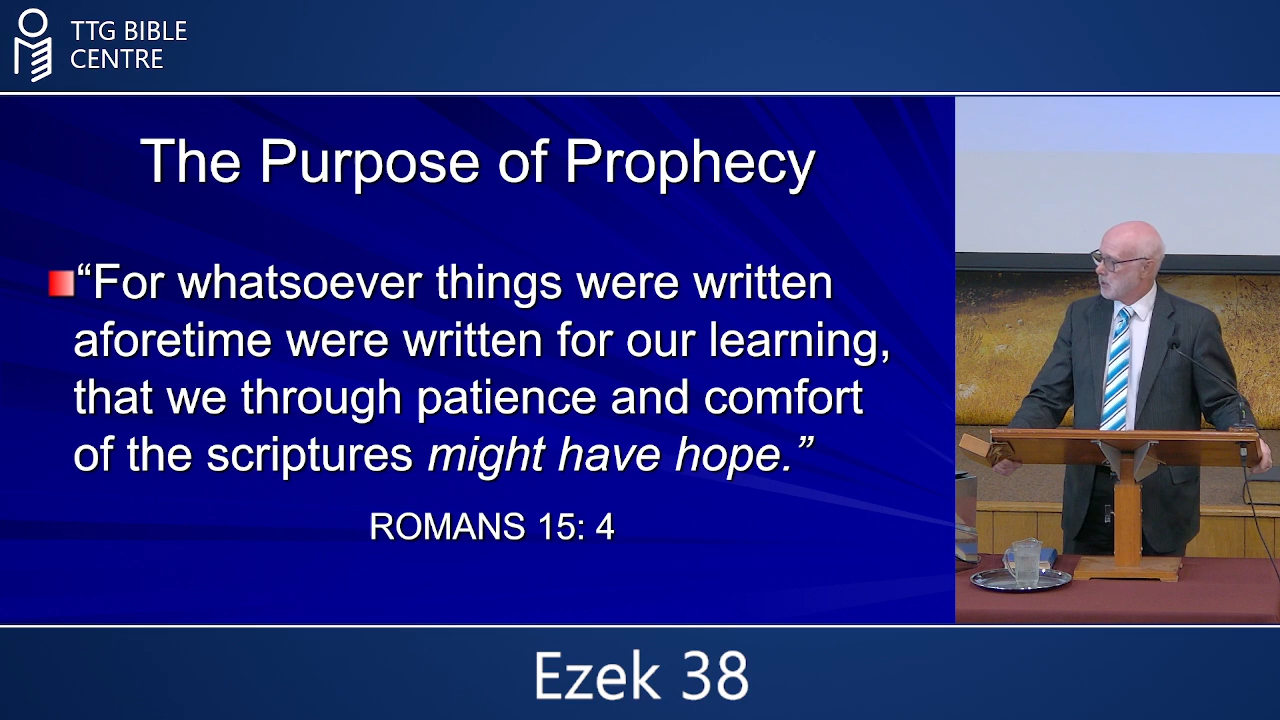 TTG BIBLE
CENTRE
The Purpose of Prophecy
“For whatsoever things were written
aforetime were written for our learning,
that we through patience and comfort
of the scriptures might have hope.”
ROMANS 15: 4
Ezek 38